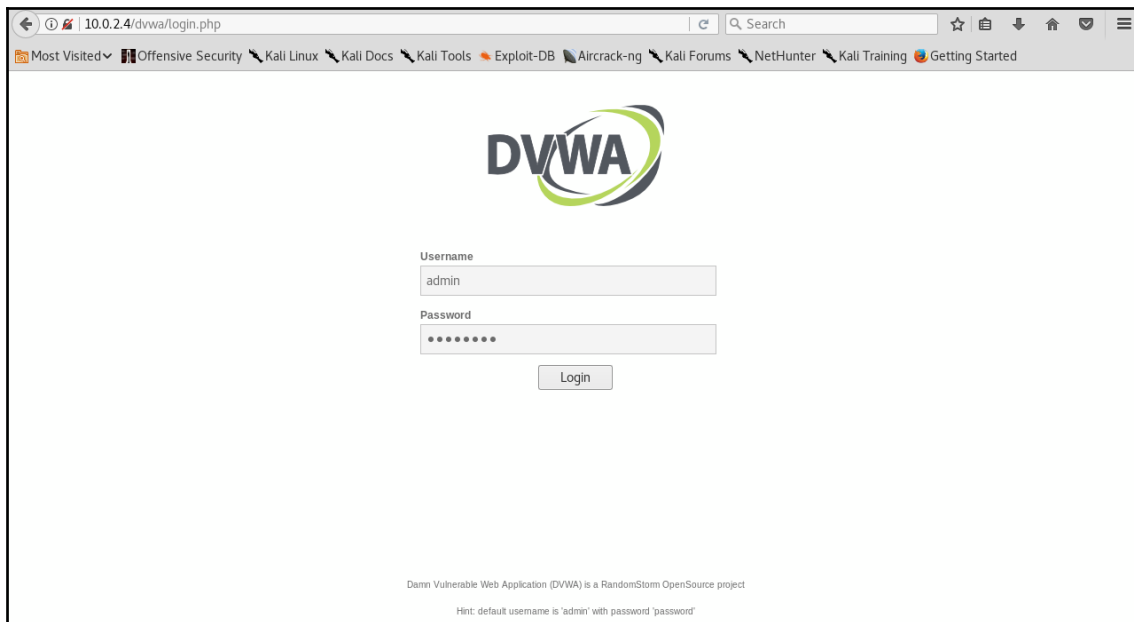 10.0.2.4/dvwa/login.php
Search
Most Visited Offensive Security Kali Linux Kali Docs Kali Tools Exploit-DB Aircrack-ng Kali Forums NetHunter Kali Training Getting Started
DVWA
Username
admin
Password
Login
Damn Vulnerable Web Application (DVWA) is a RandomStorm OpenSource project
Hint: default username is 'admin' with password 'password'